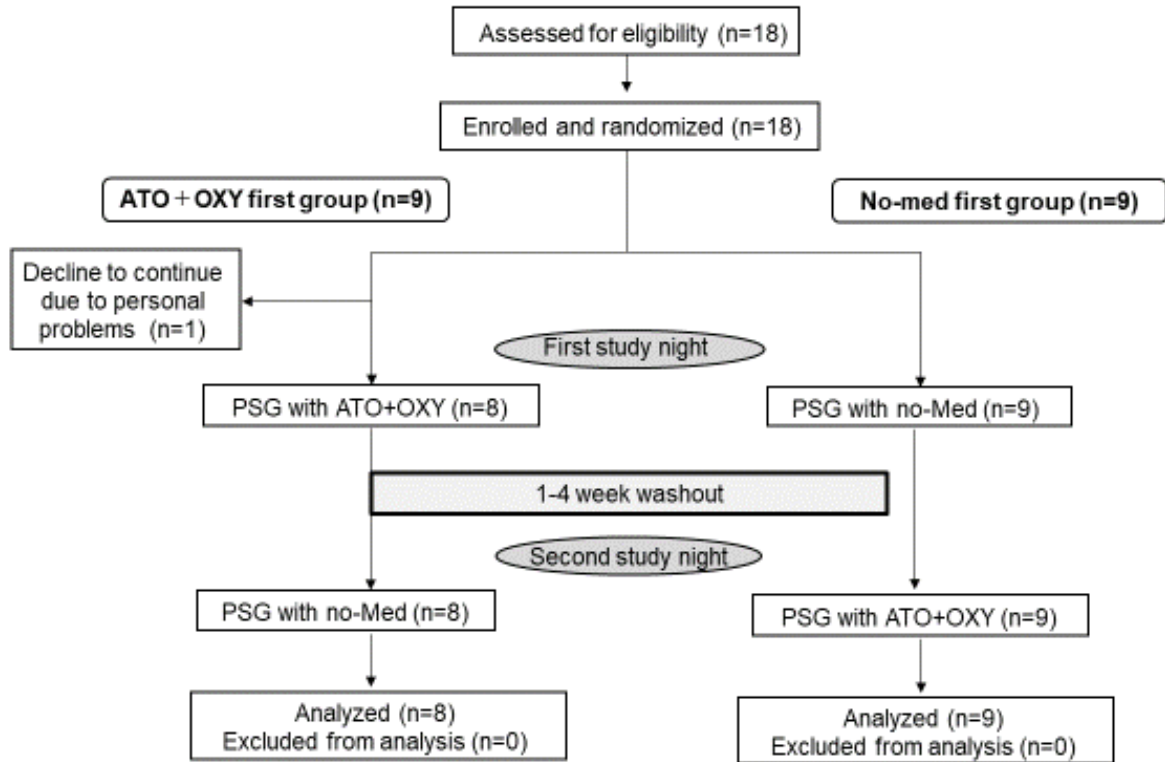 Assessed for eligibility (n=18)
Enrolled and randomized (n=18)
ATO + OXY first group (n=9)
No-med first group (n=9)
Decline to continue
due to personal
problems (n=1)
First study night
PSG with ATO+OXY (n=8)
PSG with no-Med (n=9)
1-4 week washout
Second study night
PSG with no-Med (n=8)
PSG with ATO+OXY (n=9)
Analyzed (n=8)
Excluded from analysis (n=0)
Analyzed (n=9)
Excluded from analysis (n=0)